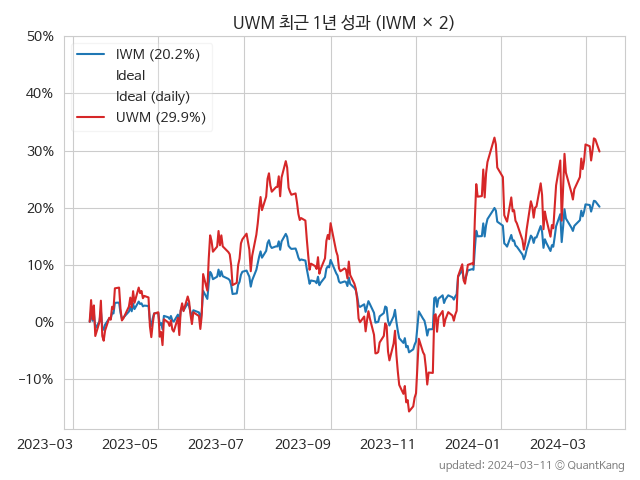 UWM 최근 1년 성과 (IWM × 2)
50%
40%
30%
20%
10%
0%
−10%
IWM (20.2%)
Ideal
Ideal (daily)
UWM (29.9%)
2023−03 2023−05 2023−07 2023−09 2023−11 2024−01 2024−03
updated: 2024−03−11 © QuantKang